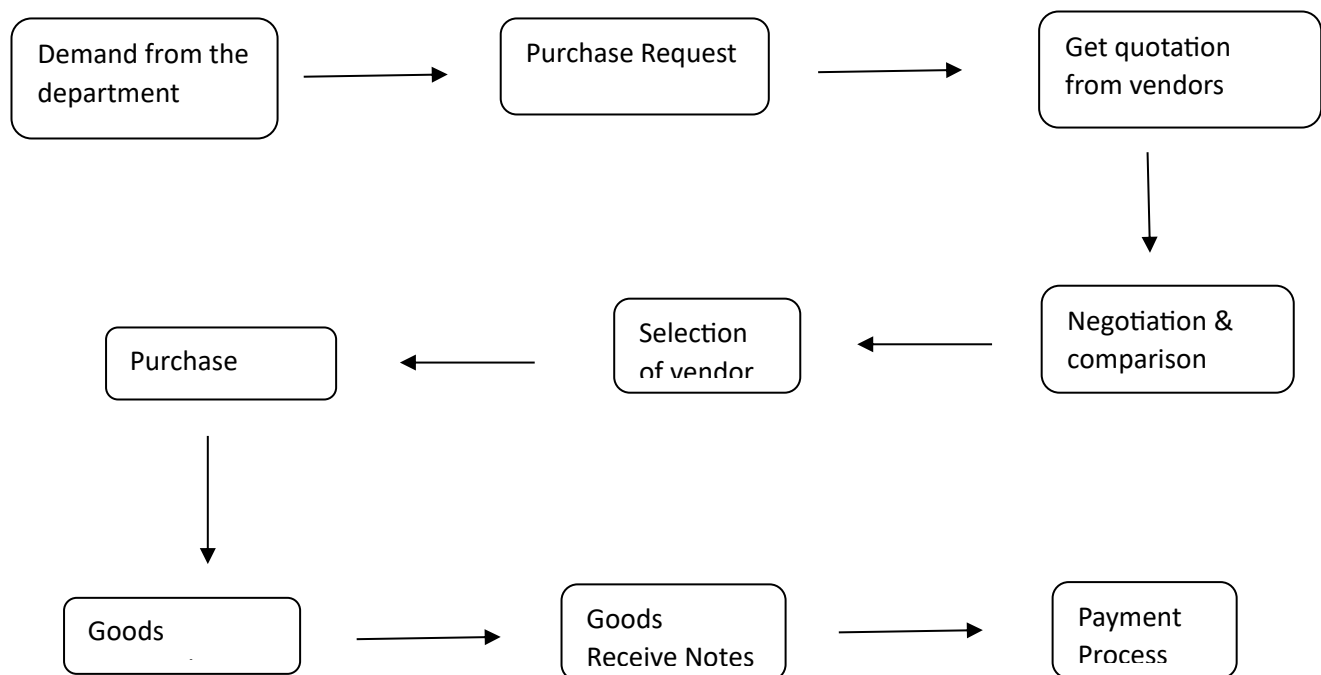 Demand from the
department
Purchase Request
Get quotation
from vendors
Negotiation &
comparison
Selection
of vendor
Purchase
Goods
Goods
Receive Notes
Payment
Process